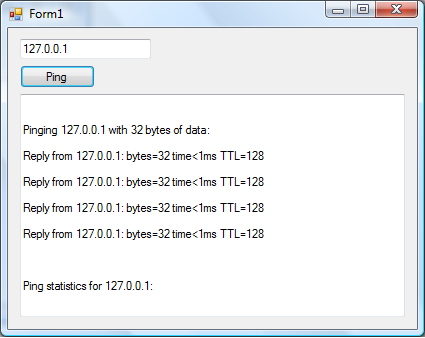 Form1
127.0.0.1
Ping
Pinging 127.0.0.1 with 32 bytes of data:
Reply from 127.0.0.1: bytes=32 time<1ms TTL=128
Reply from 127.0.0.1: bytes=32 time<1ms TTL=128
Reply from 127.0.0.1: bytes=32 time<1ms TTL=128
Reply from 127.0.0.1: bytes=32 time<1ms TTL=128
Ping statistics for 127.0.0.1: